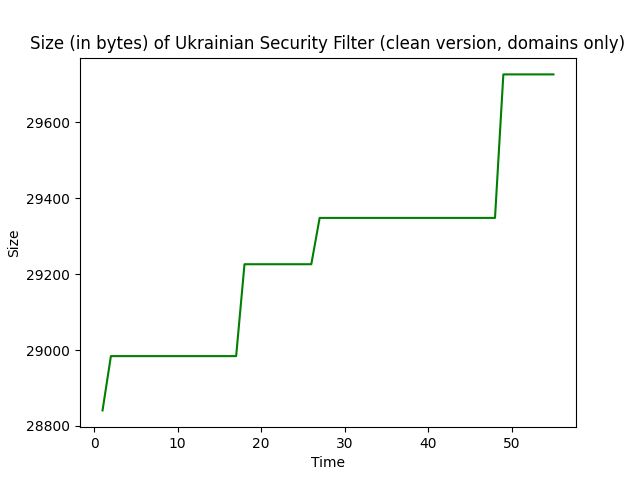 Size (in bytes) of Ukrainian Security Filter (clean version, domains only)
29600
29400
29200
29000
28800
Size
0 10 20 30 40 50
Time